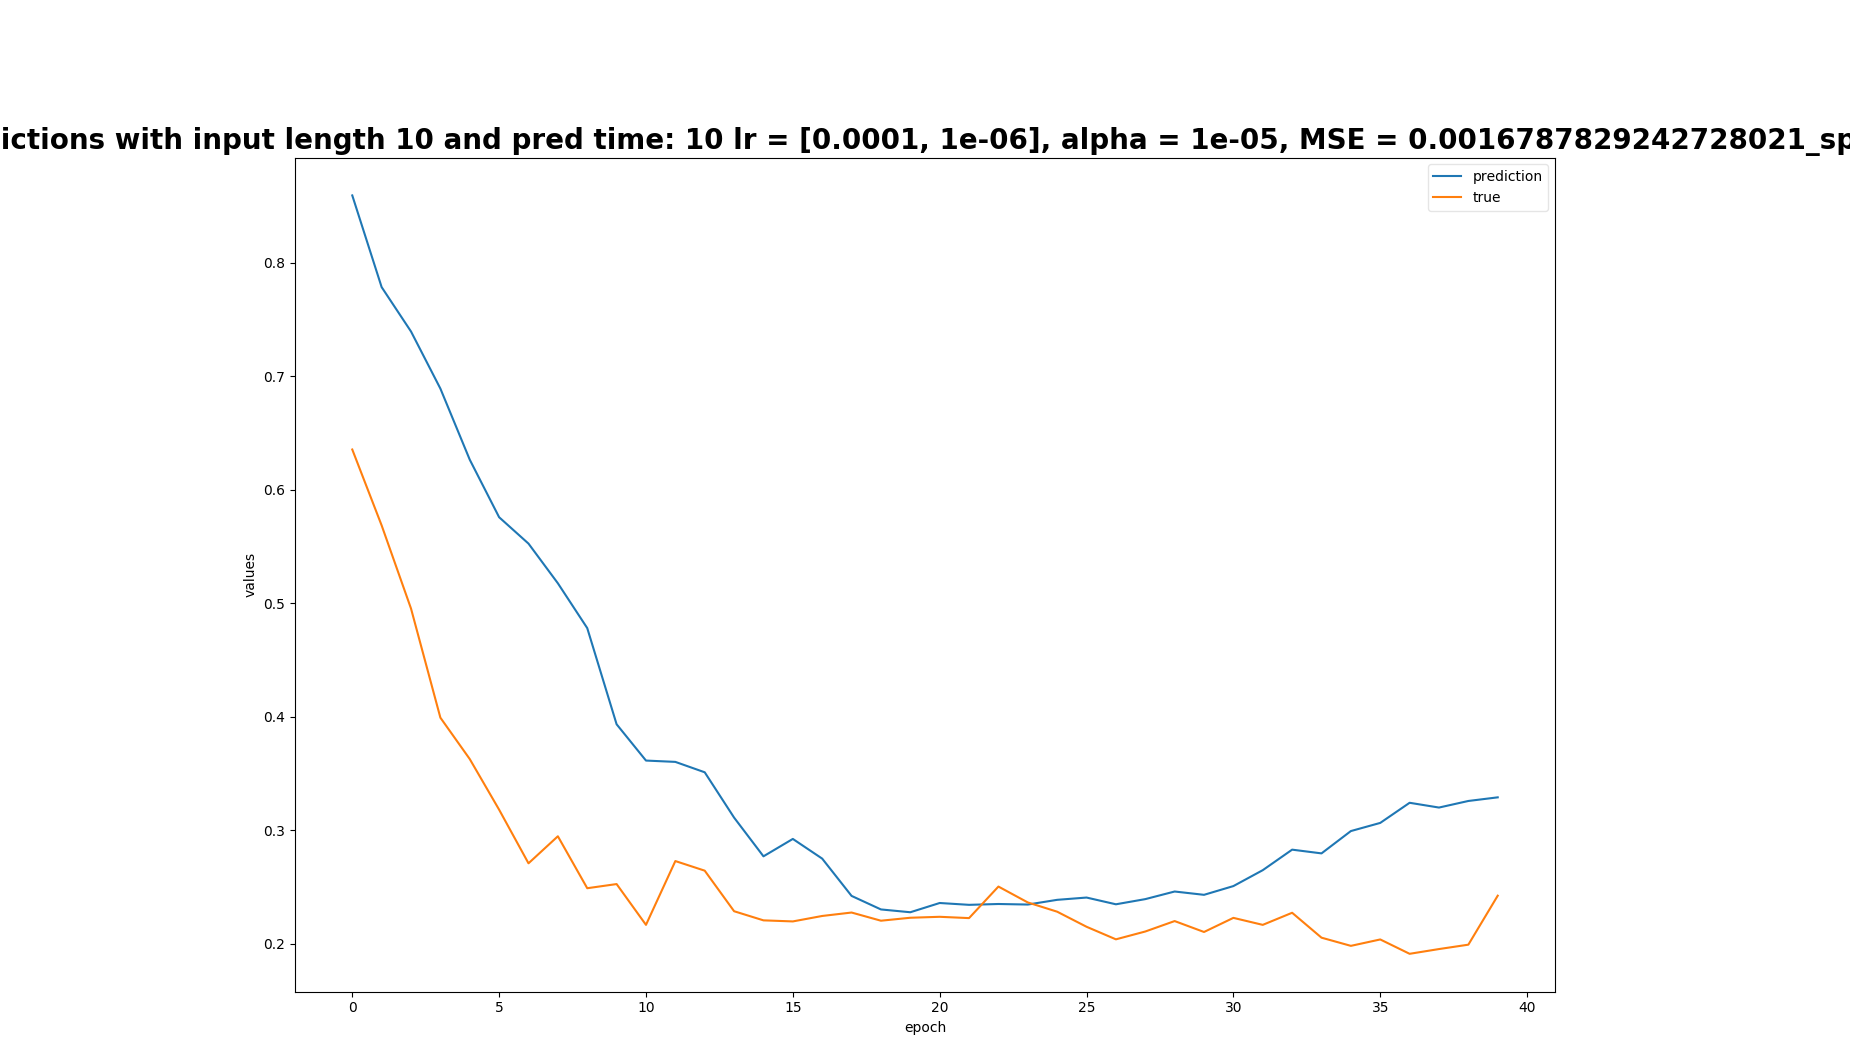 ictions with input length 10 and pred time: 10 lr = [0.0001, 1e-06], alpha = 1e-05, MSE = 0.0016787829242728021_sp
prediction
true
0.8
0.7
0.6
0.5
0.4
0.3
0.2
values
0 5 10 15 20 25 30 35 40
epoch